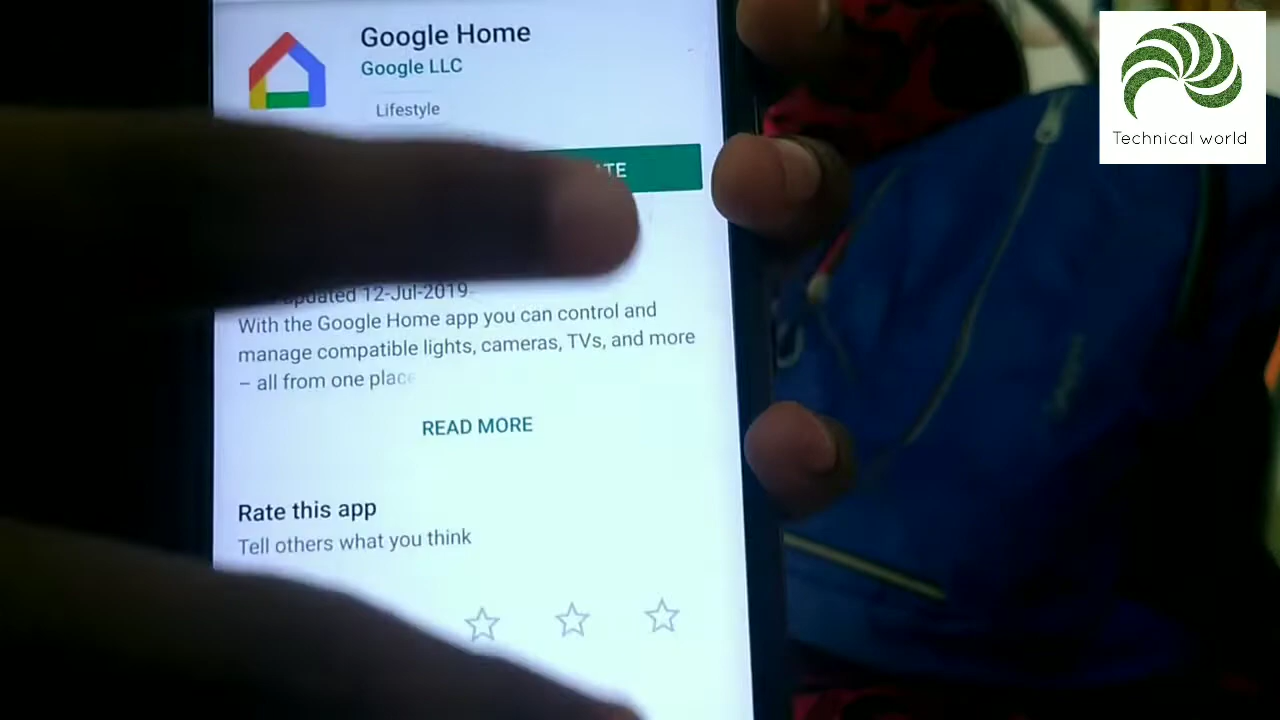 Google Home
Google LLC
Lifestyle
updated 12-Jul-2019
With the Google Home app you can control and
manage compatible lights, cameras, TVs, and more
– all from one place
READ MORE
Rate this app
Tell others what you think
Technical world